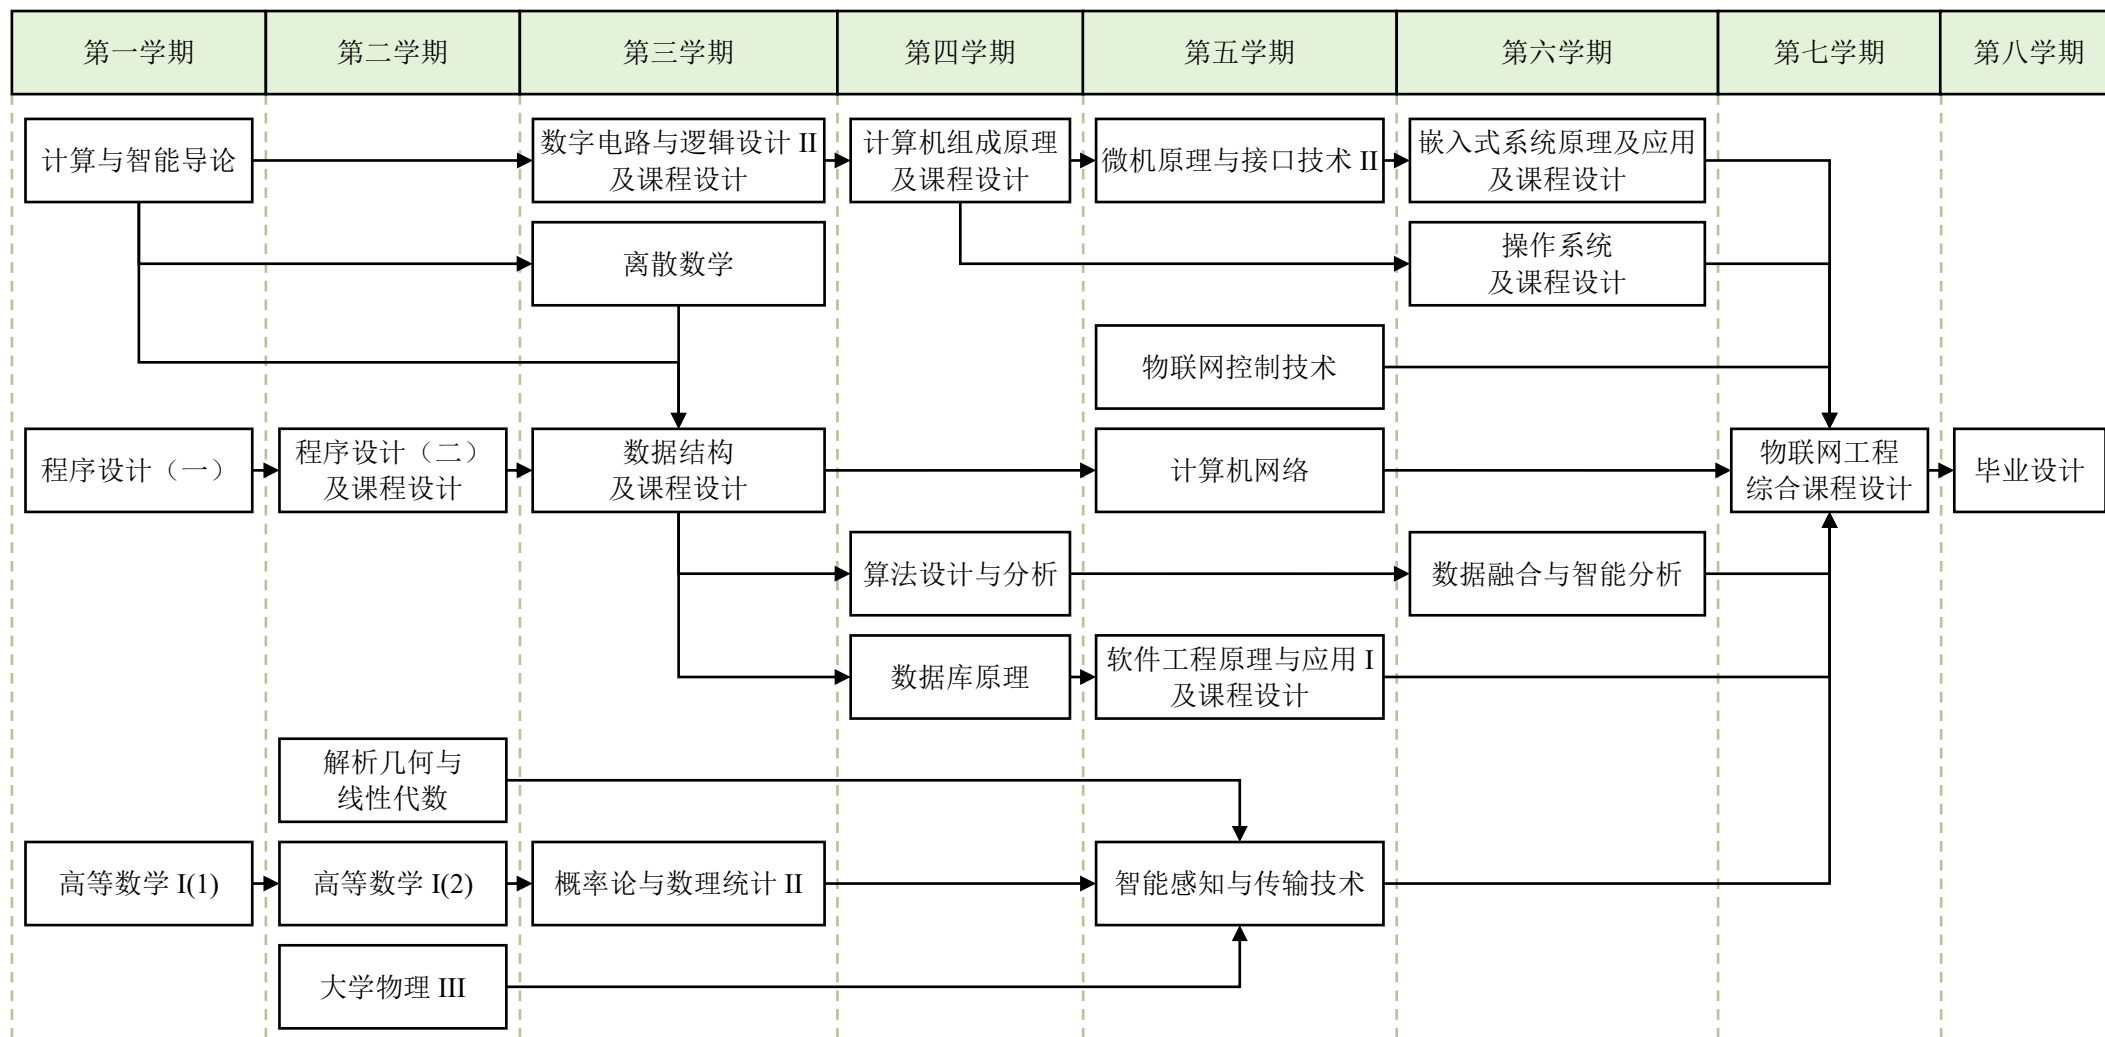 第一学期
第二学期
第三学期
第四学期
第五学期
第六学期
第七学期
第八学期
计算与智能导论
数字电路与逻辑设计 II
及课程设计
计算机组成原理
及课程设计
微机原理与接口技术 II
嵌入式系统原理及应用
及课程设计
离散数学
操作系统
及课程设计
物联网控制技术
程序设计（一）
程序设计（二）
及课程设计
数据结构
及课程设计
计算机网络
物联网工程
综合课程设计
毕业设计
算法设计与分析
数据融合与智能分析
数据库原理
软件工程原理与应用 I
及课程设计
解析几何与
线性代数
高等数学 I(1)
高等数学 I(2)
概率论与数理统计 II
智能感知与传输技术
大学物理 III